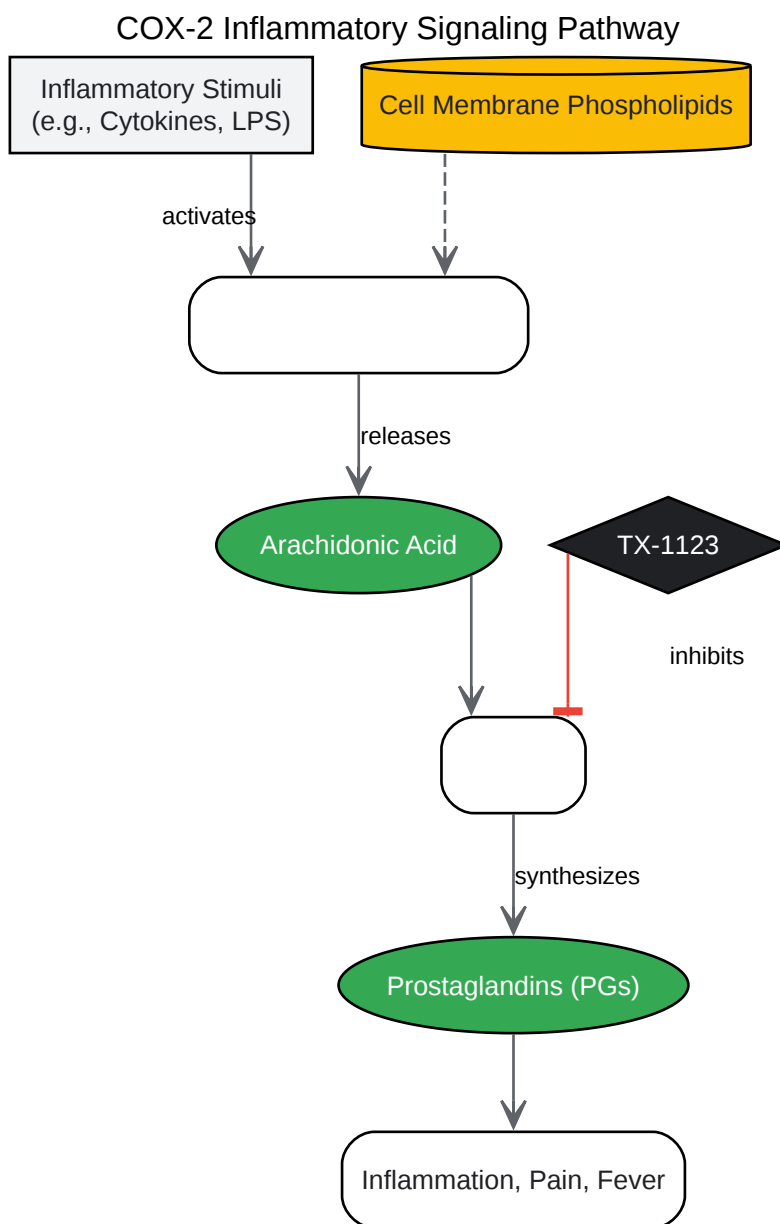 COX-2 Inflammatory Signaling Pathway
Inflammatory Stimuli
(e.g., Cytokines, LPS)
Cell Membrane Phospholipids
activates
releases
Arachidonic Acid
TX-1123
inhibits
synthesizes
Prostaglandins (PGs)
Inflammation, Pain, Fever